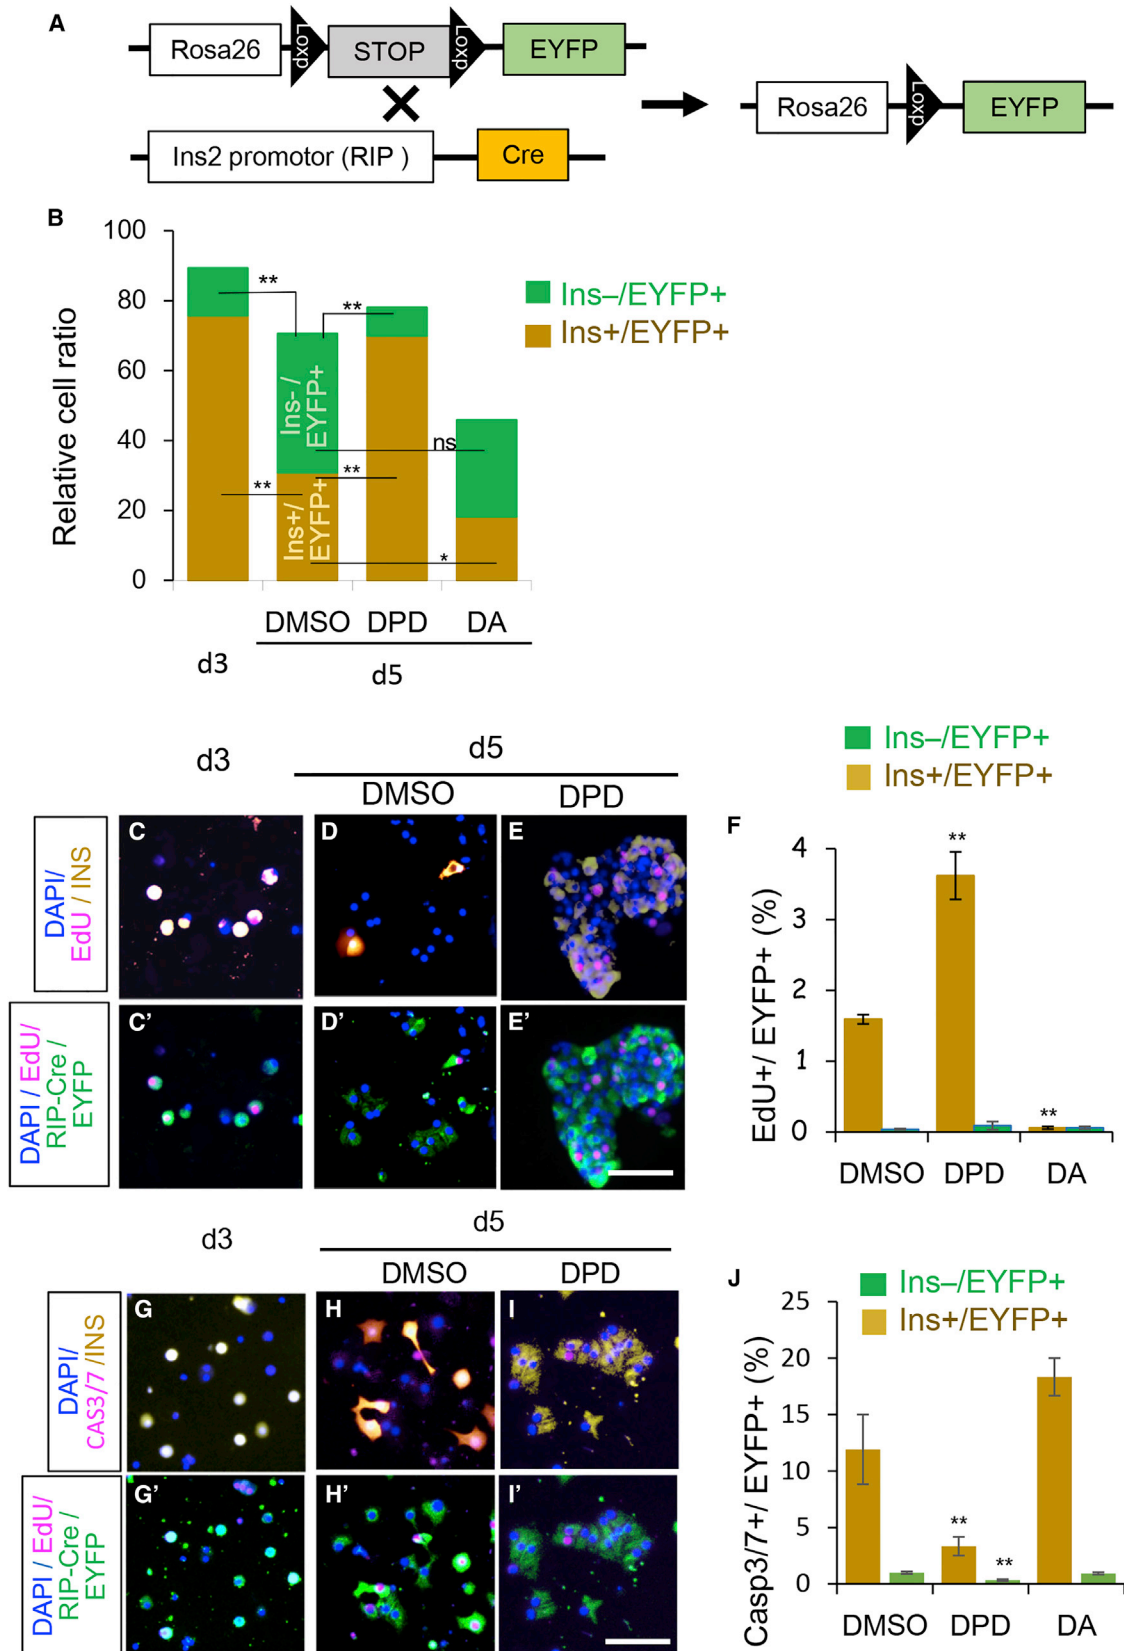 A
Rosa26
Loxp
STOP
Loxp
EYFP
Ins2 promotor (RIP )
Cre
Rosa26
Loxp
EYFP
B
Relative cell ratio
100
80
60
40
20
0
**
**
ns
**
**
*
Ins- /
EYFP+
Ins+/
EYFP+
Ins–/EYFP+
Ins+/EYFP+
DMSO DPD DA
d3
d5
d3
d5
DMSO DPD
DAPI/
EdU / INS
C
D
E
DAPI / EdU/
RIP-Cre /
EYFP
C’
D’
E’
F
Ins–/EYFP+
Ins+/EYFP+
EdU+/ EYFP+ (%)
4
3
2
1
0
**
**
DMSO DPD DA
d3
d5
DMSO DPD
DAPI/
CAS3/7 /INS
G
H
I
DAPI / EdU/
RIP-Cre /
EYFP
G’
H’
I’
J
Ins–/EYFP+
Ins+/EYFP+
Casp3/7+/ EYFP+ (%)
25
20
15
10
5
0
**
**
DMSO DPD DA